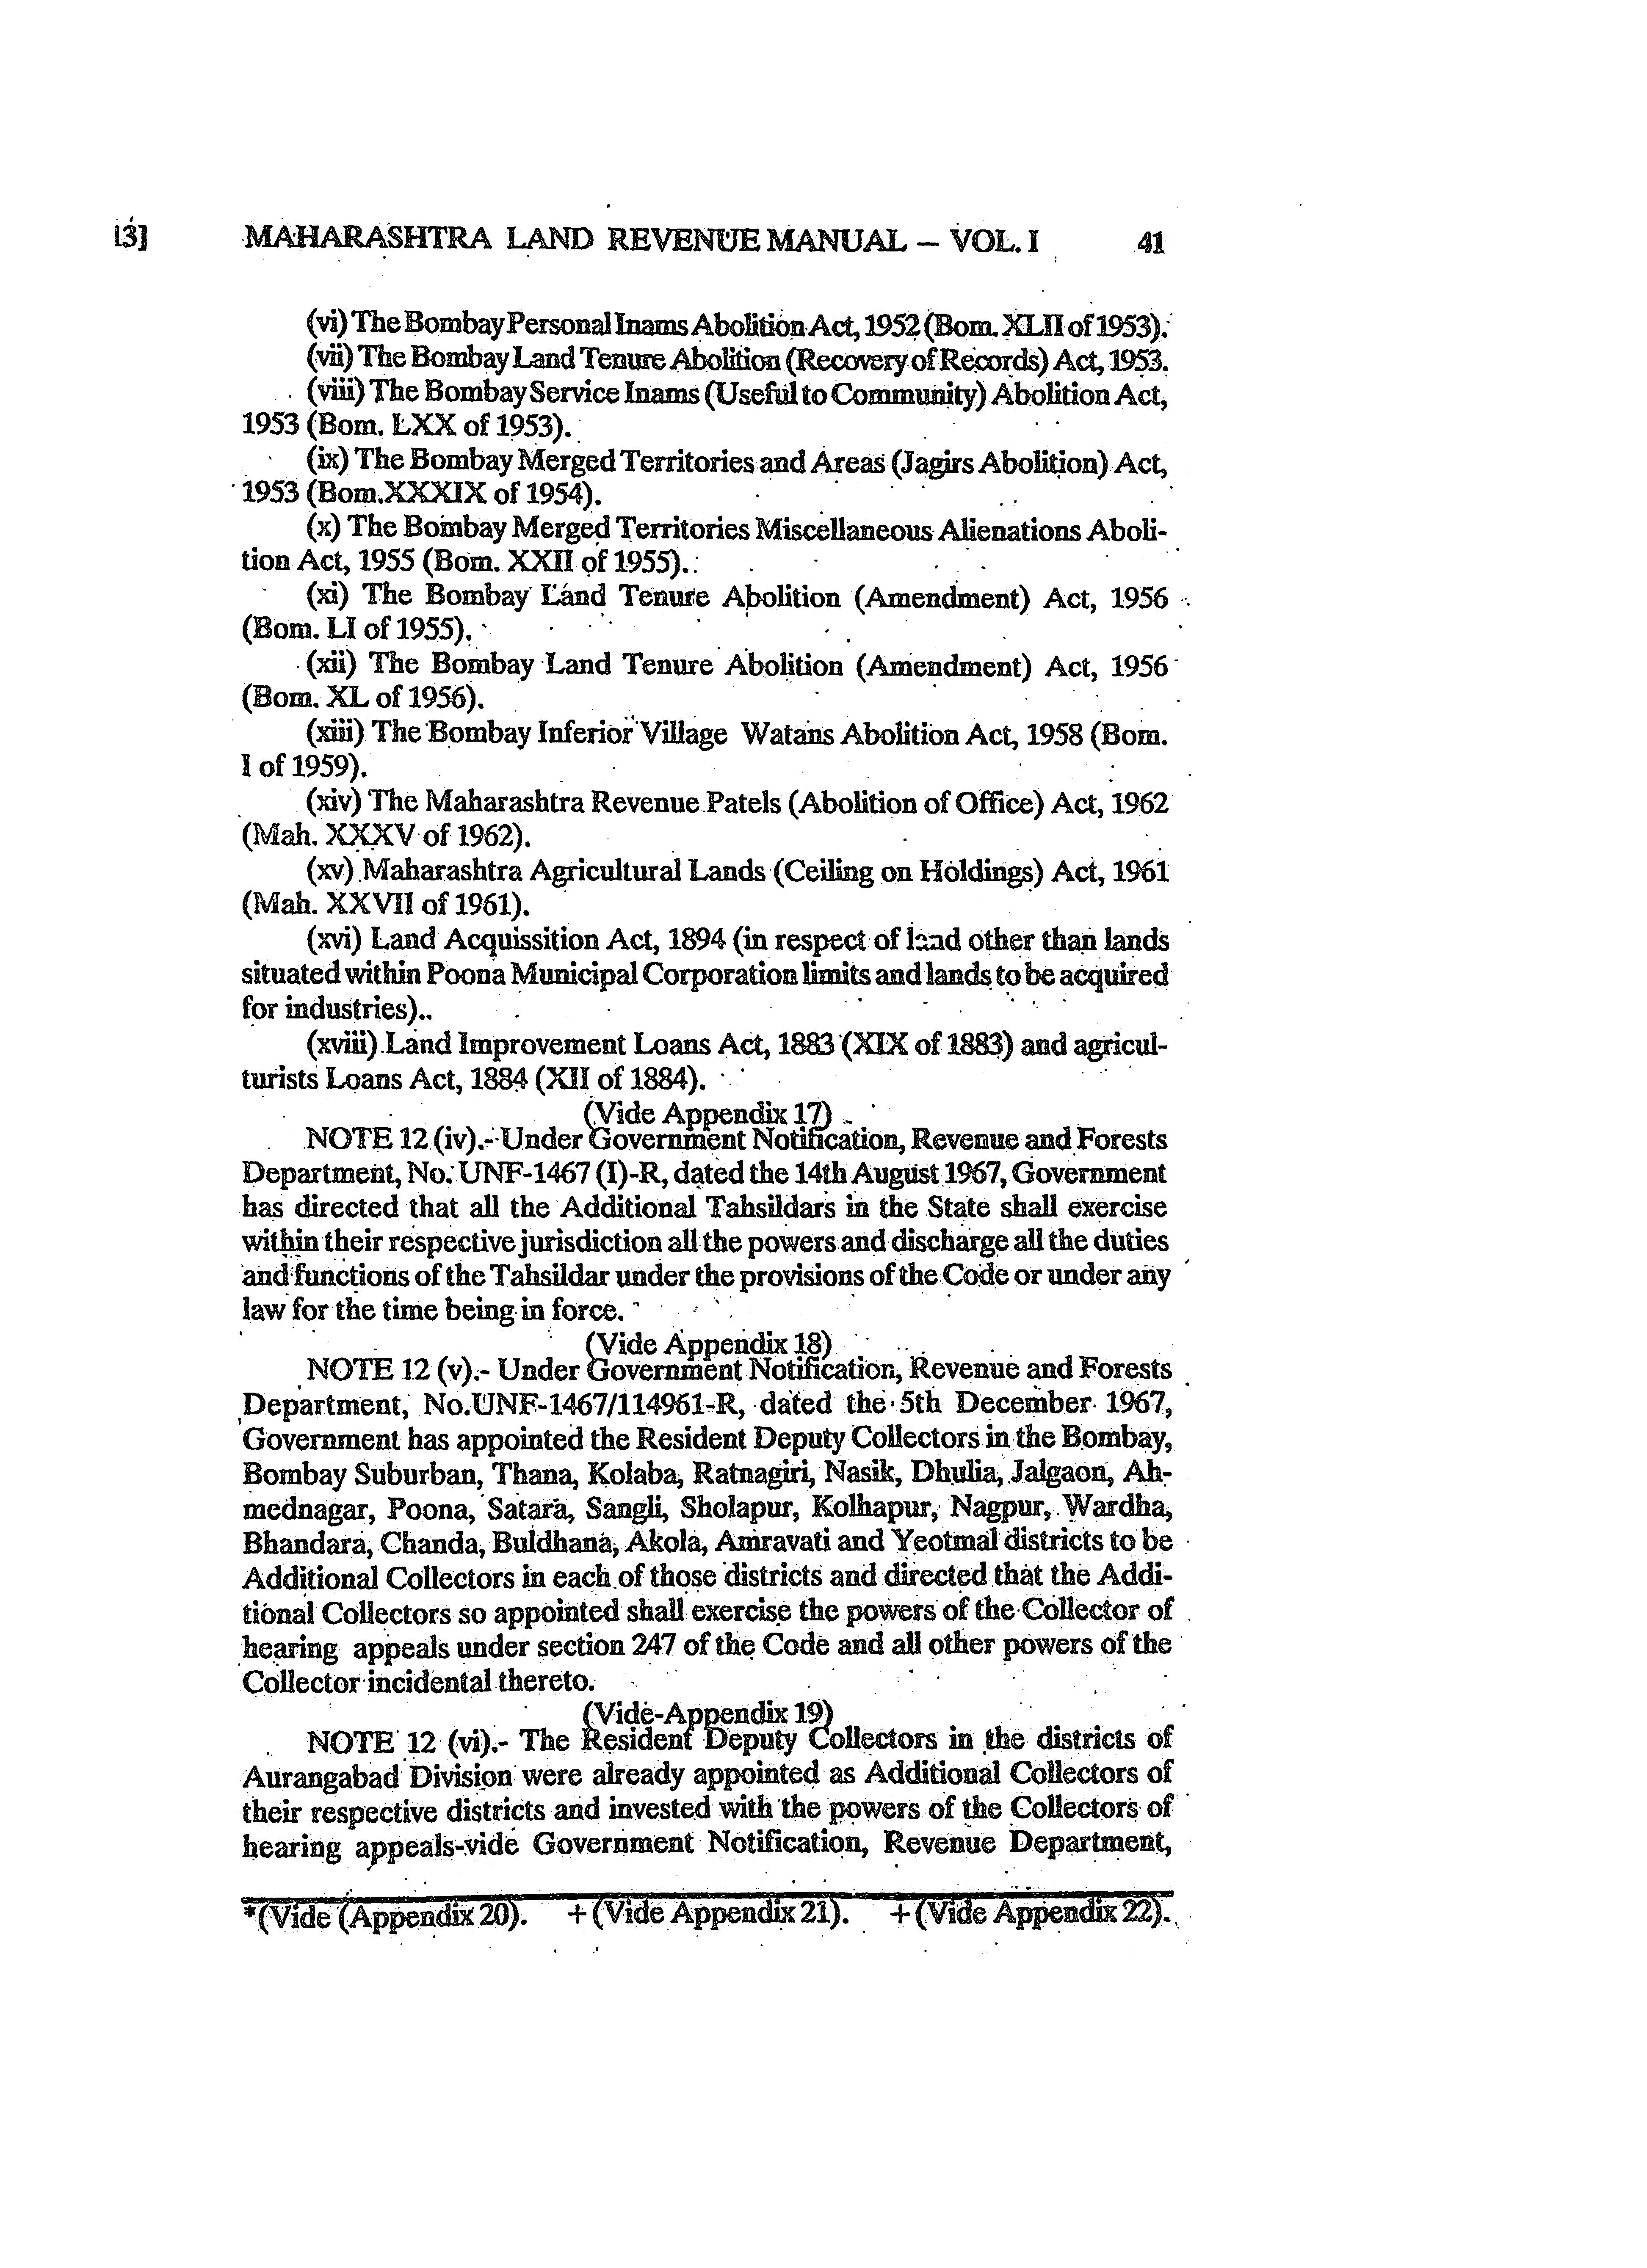 13] MAHARASHTRA LAND REVENUE MANUAL – VOL. I 41
(vi) The Bombay Personal Inams Abolition Act, 1952 (Bom. XLII of 1953).
(vii) The Bombay Land Tenure Abolition (Recovery of Records) Act, 1953.
(viii) The Bombay Service Inams (Useful to Community) Abolition Act,
1953 (Bom. LXX of 1953).
(ix) The Bombay Merged Territories and Areas (Jagirs Abolition) Act,
1953 (Bom.XXXIX of 1954).
(x) The Bombay Merged Territories Miscellaneous Alienations Aboli-
tion Act, 1955 (Bom. XXII of 1955).
(xi) The Bombay Land Tenure Abolition (Amendment) Act, 1956
(Bom. LI of 1955).
(xii) The Bombay Land Tenure Abolition (Amendment) Act, 1956
(Bom. XL of 1956).
(xiii) The Bombay Inferior Village Watans Abolition Act, 1958 (Bom.
I of 1959).
(xiv) The Maharashtra Revenue Patels (Abolition of Office) Act, 1962
(Mah. XXXV of 1962).
(xv) Maharashtra Agricultural Lands (Ceiling on Holdings) Act, 1961
(Mah. XXVII of 1961).
(xvi) Land Acquissition Act, 1894 (in respect of land other than lands
situated within Poona Municipal Corporation limits and lands to be acquired
for industries)..
(xviii) Land Improvement Loans Act, 1883 (XIX of 1883) and agricul-
turists Loans Act, 1884 (XII of 1884).
(Vide Appendix 17)
NOTE 12 (iv).- Under Government Notification, Revenue and Forests
Department, No. UNF-1467 (I)-R, dated the 14th August 1967, Government
has directed that all the Additional Tahsildars in the State shall exercise
within their respective jurisdiction all the powers and discharge all the duties
and functions of the Tahsildar under the provisions of the Code or under any
law for the time being in force.
(Vide Appendix 18)
NOTE 12 (v).- Under Government Notification, Revenue and Forests
Department, No.UNF-1467/114961-R, dated the 5th December 1967,
Government has appointed the Resident Deputy Collectors in the Bombay,
Bombay Suburban, Thana, Kolaba, Ratnagiri, Nasik, Dhulia, Jalgaon, Ah-
mednagar, Poona, Satara, Sangli, Sholapur, Kolhapur, Nagpur, Wardha,
Bhandara, Chanda, Buldhana, Akola, Amravati and Yeotmal districts to be
Additional Collectors in each of those districts and directed that the Addi-
tional Collectors so appointed shall exercise the powers of the Collector of
hearing appeals under section 247 of the Code and all other powers of the
Collector incidental thereto.
(Vide-Appendix 19)
NOTE 12 (vi).- The Resident Deputy Collectors in the districts of
Aurangabad Division were already appointed as Additional Collectors of
their respective districts and invested with the powers of the Collectors of
hearing appeals-vide Government Notification, Revenue Department,
*(Vide (Appendix 20). +(Vide Appendix 21). +(Vide Appendix 22).